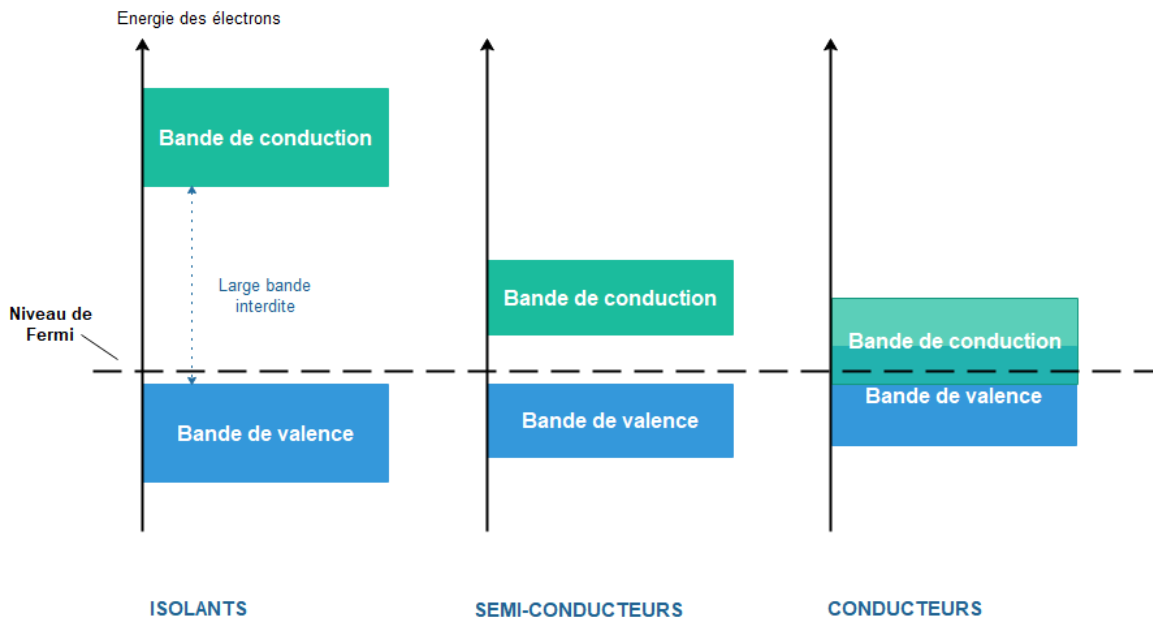 Energie des électrons
Bande de conduction
Large bande
interdite
Niveau de
Fermi
Bande de valence
Bande de conduction
Bande de valence
Bande de conduction
Bande de valence
ISOLANTS
SEMI-CONDUCTEURS
CONDUCTEURS